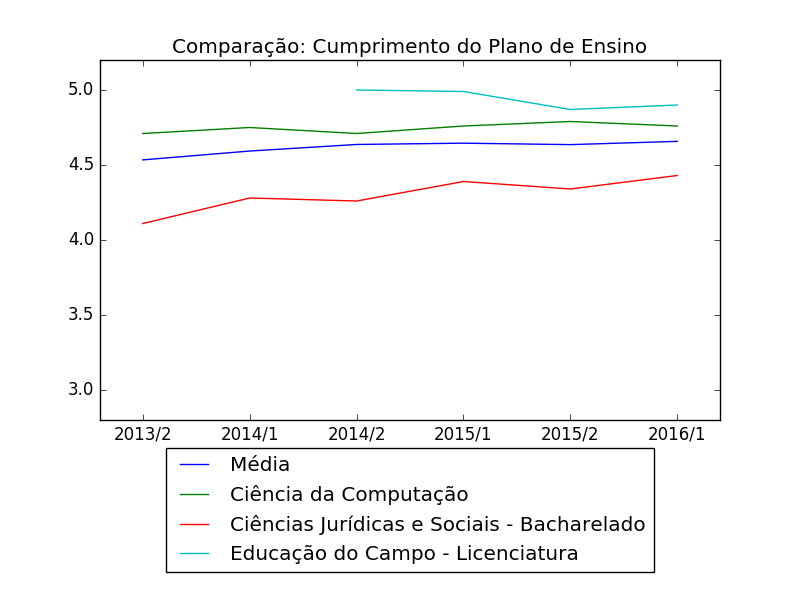 Comparação: Cumprimento do Plano de Ensino
5.0
4.5
4.0
3.5
3.0
2013/2 2014/1 2014/2 2015/1 2015/2 2016/1
Média
Ciência da Computação
Ciências Jurídicas e Sociais - Bacharelado
Educação do Campo - Licenciatura